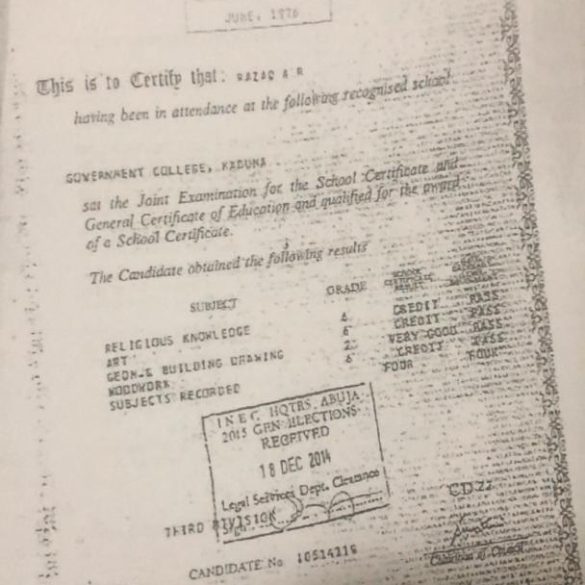 JUNE, 1976
This is to Certify that: RAZAQ A R
having been in attendance at the following recognised school
GOVERNMENT COLLEGE, KADUNA
sat the Joint Examination for the School Certificate and
General Certificate of Education and qualified for the award
of a School Certificate.
The Candidate obtained the following results
SUBJECT GRADE SCHOOL CERTIFICATE RESULT
RELIGIOUS KNOWLEDGE 6 CREDIT PASS
ART 6 CREDIT PASS
GEOM.& BUILDING DRAWING 2 VERY GOOD PASS
WOODWORK 6 CREDIT PASS
SUBJECTS RECORDED FOUR FOUR
INEC HQTRS ABUJA
2015 GEN ELECTIONS
RECEIVED
18 DEC 2014
Legal Services Dept. Clearance
THIRD DIVISION
CANDIDATE No